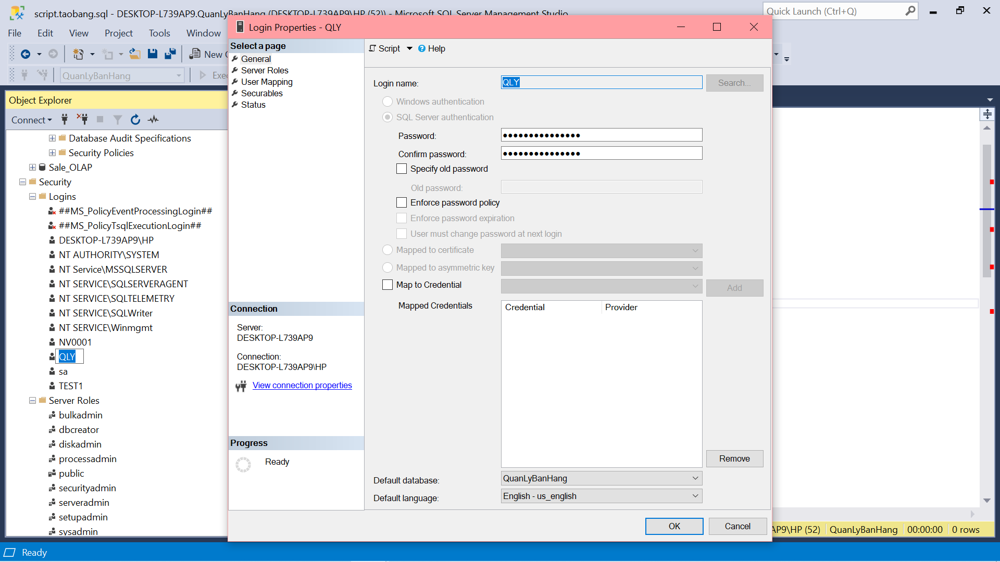 script.taobang.sql - DESKTOP-L739AP9.QuanLyBanHang (DESKTOP-L739AP9\HP (52)) - Microsoft SQL Server Management Studio
Quick Launch (Ctrl+Q)
File Edit View Project Tools Window
New
QuanLyBanHang
Exe
Object Explorer
Connect
Database Audit Specifications
Security Policies
Sale_OLAP
Security
Logins
##MS_PolicyEventProcessingLogin##
##MS_PolicyTsqlExecutionLogin##
DESKTOP-L739AP9\HP
NT AUTHORITY\SYSTEM
NT Service\MSSQLSERVER
NT SERVICE\SQLSERVERAGENT
NT SERVICE\SQLTELEMETRY
NT SERVICE\SQLWriter
NT SERVICE\Winmgmt
NV0001
QLY
sa
TEST1
Server Roles
bulkadmin
dbcreator
diskadmin
processadmin
public
securityadmin
serveradmin
setupadmin
sysadmin
Login Properties - QLY
Select a page
General
Server Roles
User Mapping
Securables
Status
Connection
Server:
DESKTOP-L739AP9
Connection:
DESKTOP-L739AP9\HP
View connection properties
Progress
Ready
Script Help
Login name: QLY Search...
Windows authentication
SQL Server authentication
Password: ●●●●●●●●●●●●●●●
Confirm password: ●●●●●●●●●●●●●●●
Specify old password
Old password:
Enforce password policy
Enforce password expiration
User must change password at next login
Mapped to certificate
Mapped to asymmetric key
Map to Credential Add
Mapped Credentials Credential Provider
Remove
Default database: QuanLyBanHang
Default language: English - us_english
OK Cancel
AP9\HP (52) QuanLyBanHang 00:00:00 0 rows
Ready